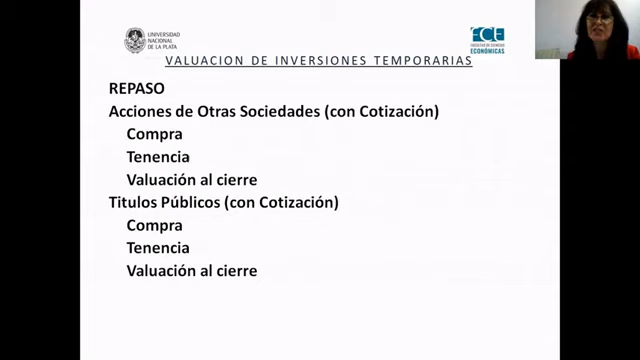 UNIVERSIDAD
NACIONAL
DE LA PLATA
FCE
FACULTAD DE CIENCIAS
ECONÓMICAS
VALUACION DE INVERSIONES TEMPORARIAS
REPASO
Acciones de Otras Sociedades (con Cotización)
Compra
Tenencia
Valuación al cierre
Titulos Públicos (con Cotización)
Compra
Tenencia
Valuación al cierre